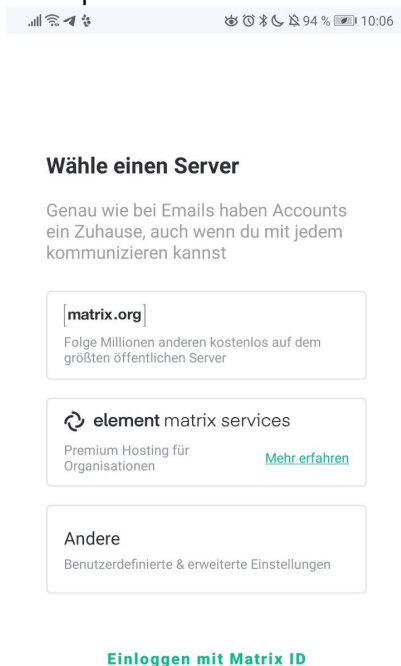 94 % 10:06
Wähle einen Server
Genau wie bei Emails haben Accounts
ein Zuhause, auch wenn du mit jedem
kommunizieren kannst
[matrix.org]
Folge Millionen anderen kostenlos auf dem
größten öffentlichen Server
element matrix services
Premium Hosting für
Organisationen
Mehr erfahren
Andere
Benutzerdefinierte & erweiterte Einstellungen
Einloggen mit Matrix ID